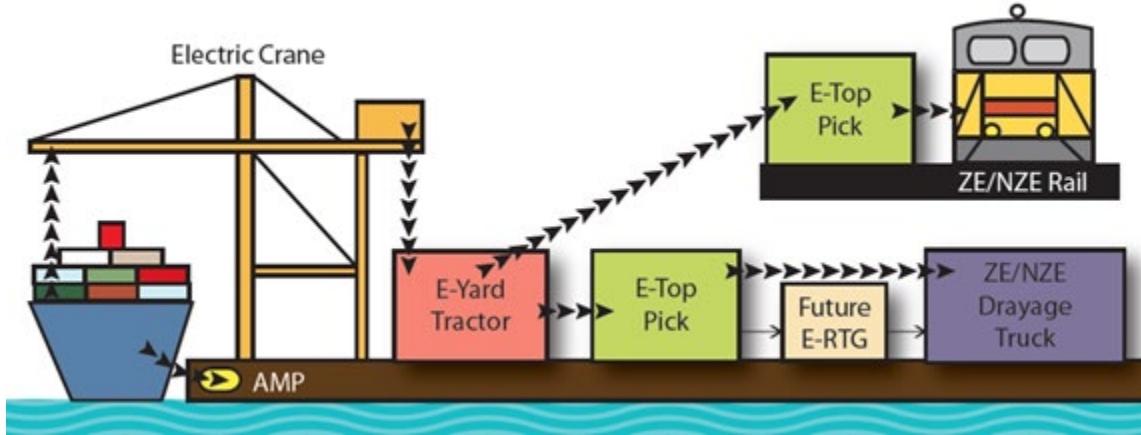 Electric Crane
E-Top
Pick
ZE/NZE Rail
E-Yard
Tractor
E-Top
Pick
Future
E-RTG
ZE/NZE
Drayage
Truck
AMP